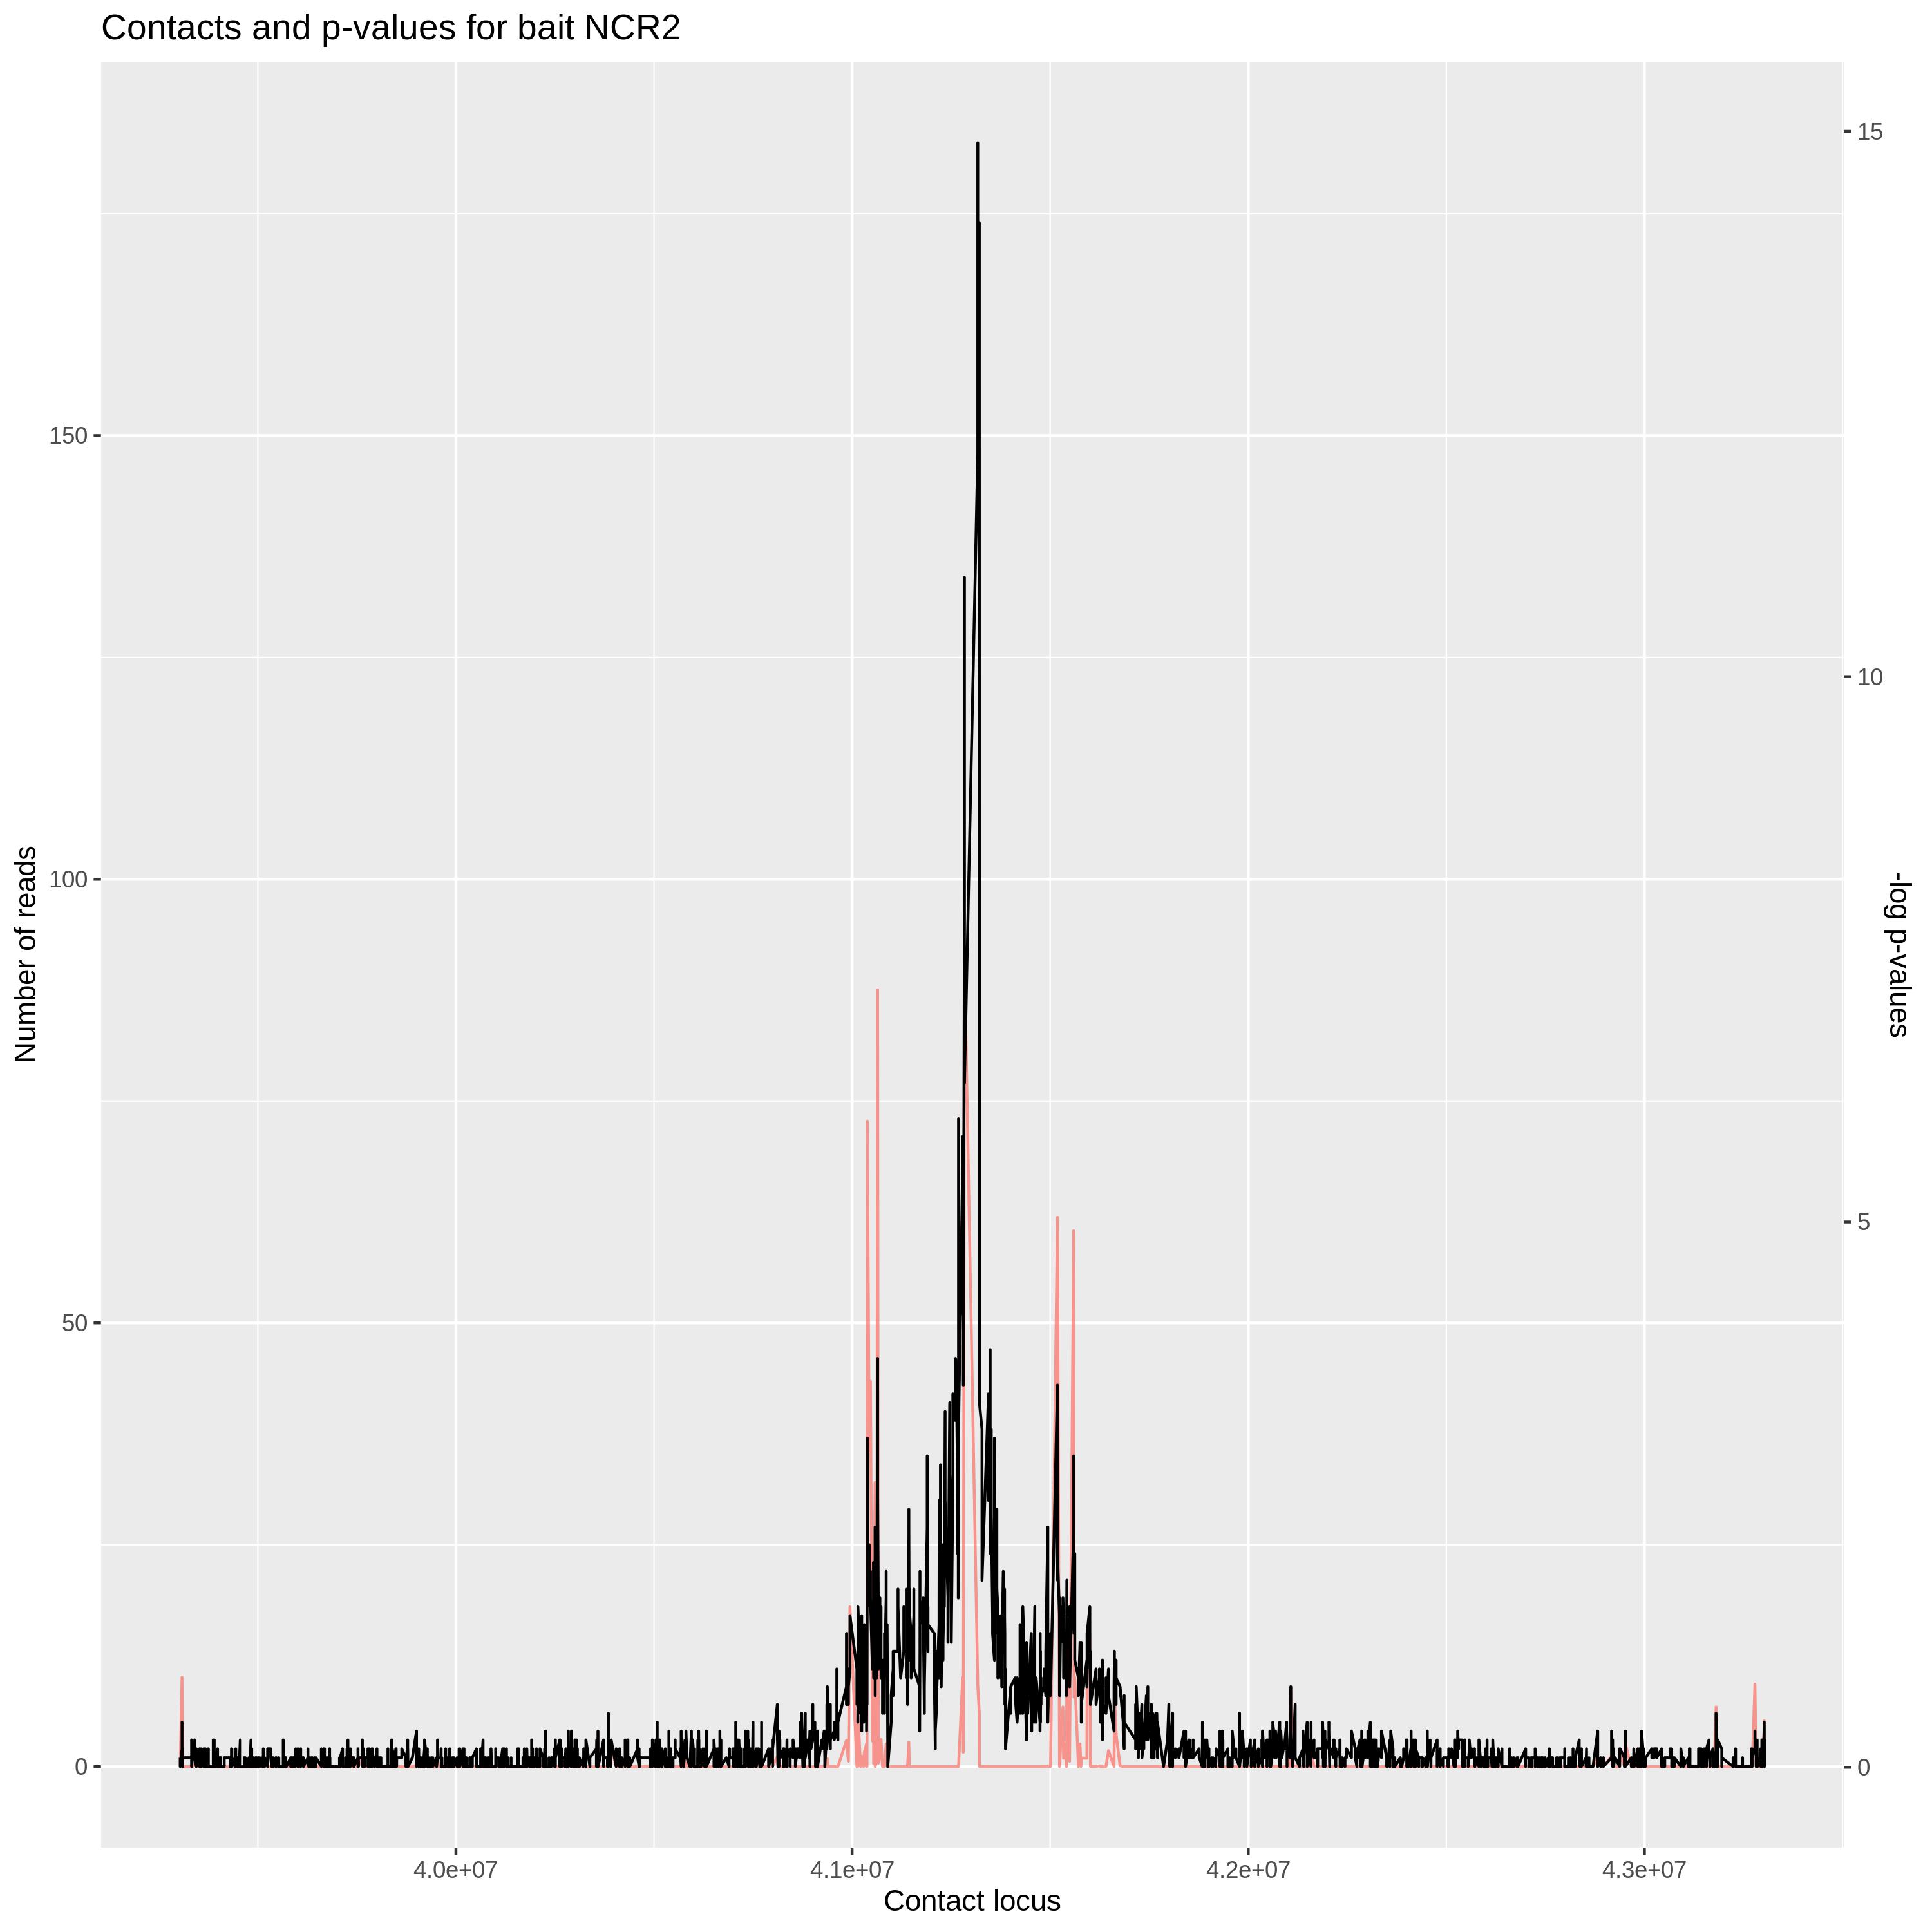 Contacts and p-values for bait NCR2
15
150
10
100
Number of reads
-log p-values
5
50
0
0
4.0e+07
4.1e+07
4.2e+07
4.3e+07
Contact locus